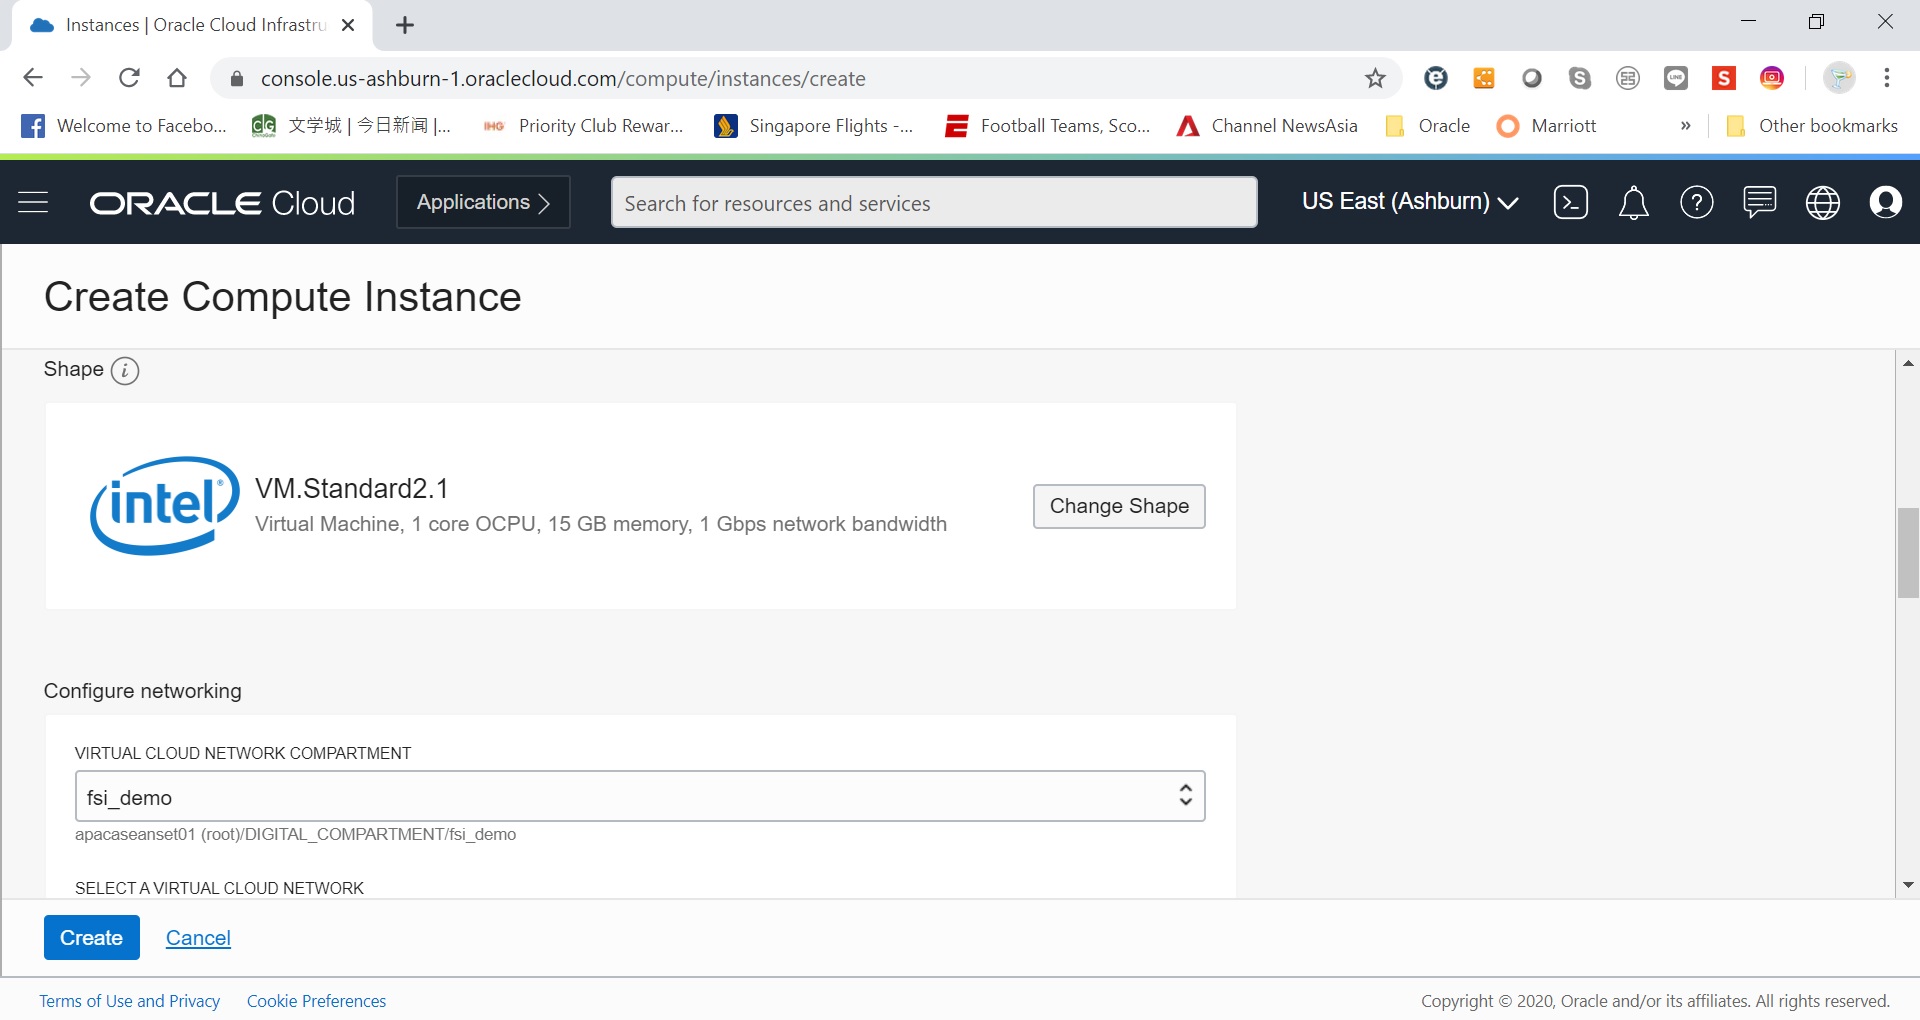 Instances | Oracle Cloud Infrastru
console.us-ashburn-1.oraclecloud.com/compute/instances/create
Welcome to Facebo... 文学城 | 今日新闻 |... IHG Priority Club Rewar... Singapore Flights -... Football Teams, Sco... Channel NewsAsia Oracle Marriott » Other bookmarks
ORACLE Cloud Applications Search for resources and services US East (Ashburn)
Create Compute Instance
Shape i
intel
VM.Standard2.1
Virtual Machine, 1 core OCPU, 15 GB memory, 1 Gbps network bandwidth
Change Shape
Configure networking
VIRTUAL CLOUD NETWORK COMPARTMENT
fsi_demo
apacaseanset01 (root)/DIGITAL_COMPARTMENT/fsi_demo
SELECT A VIRTUAL CLOUD NETWORK
Create Cancel
Terms of Use and Privacy Cookie Preferences Copyright © 2020, Oracle and/or its affiliates. All rights reserved.